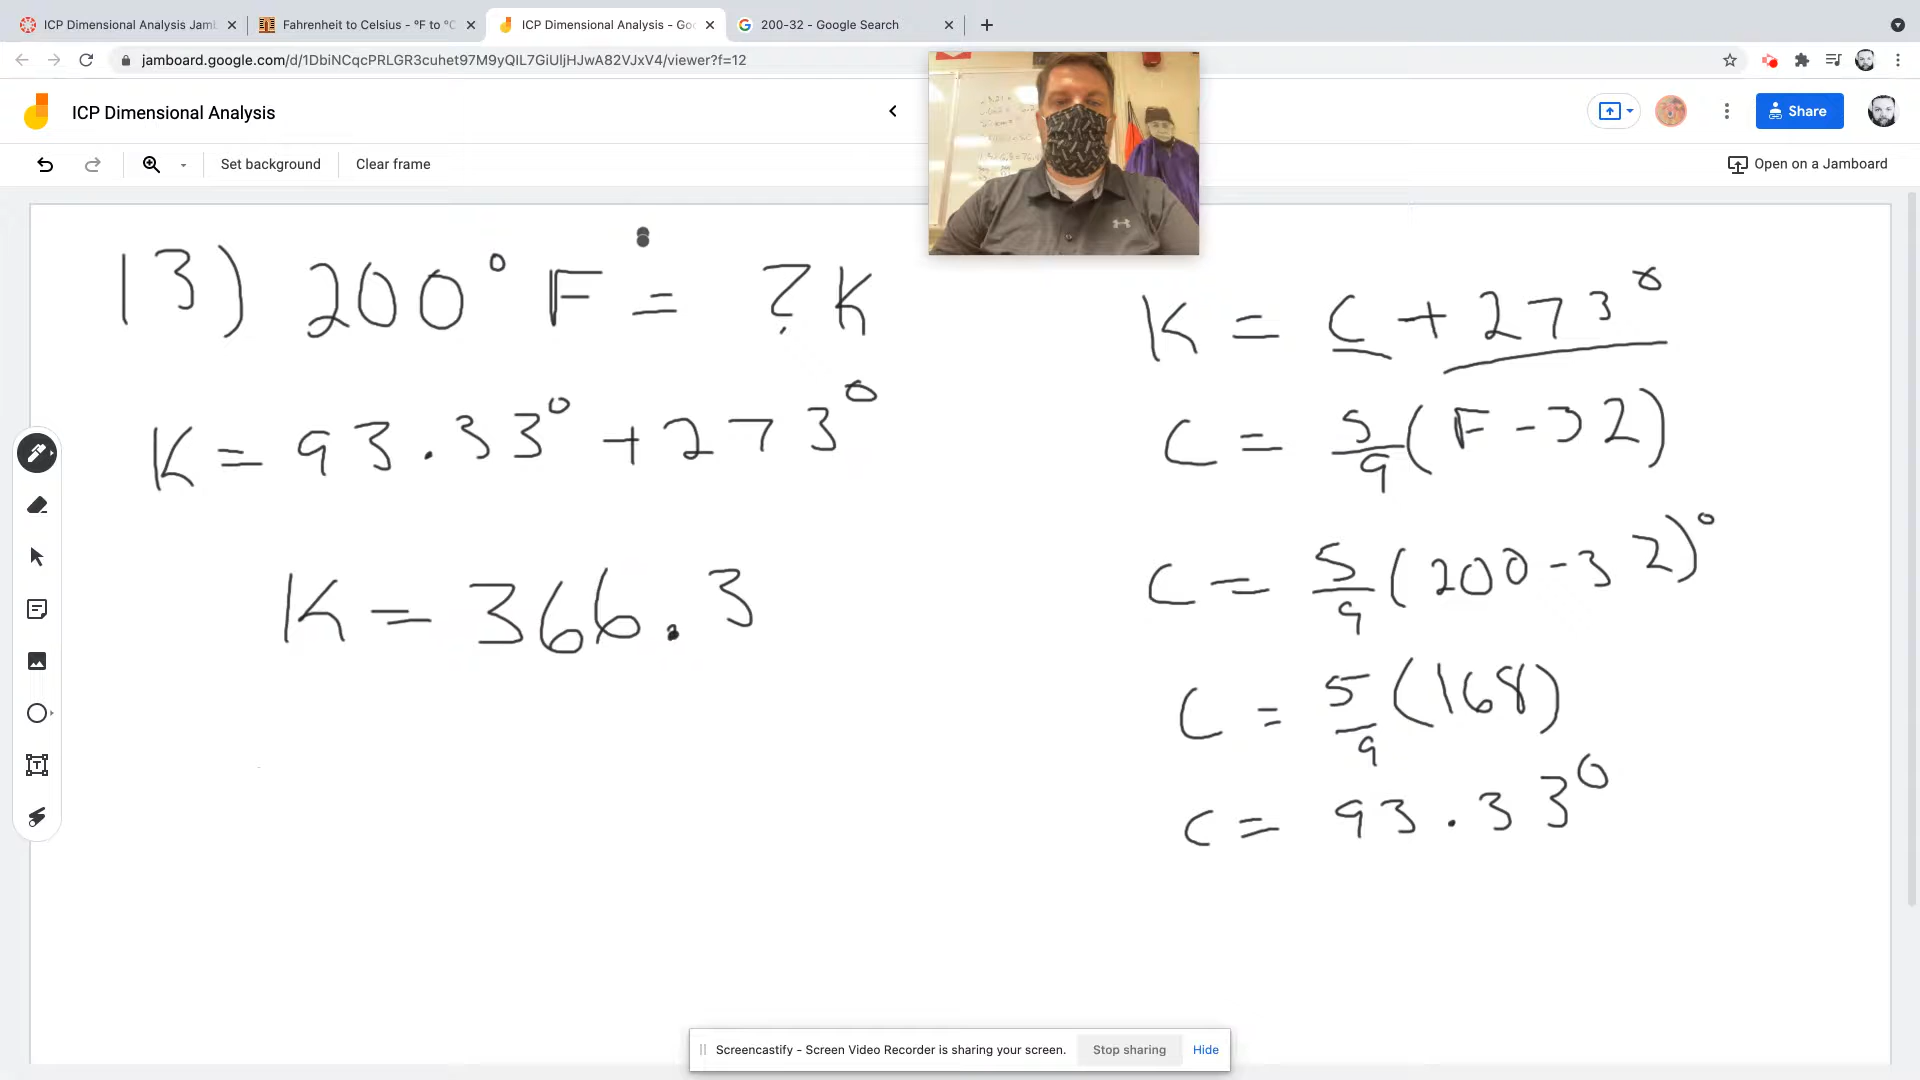 ICP Dimensional Analysis Jamb
Fahrenheit to Celsius - °F to °C
ICP Dimensional Analysis - Goo
200-32 - Google Search
jamboard.google.com/d/1DbiNCqcPRLGR3cuhet97M9yQIL7GiUljHJwA82VJxV4/viewer?f=12
ICP Dimensional Analysis
Share
Set background
Clear frame
Open on a Jamboard
13) 200° F = ? K
K = 93.33° + 273°
K = 366.3
K = C + 273°
C = 5/9 (F - 32)
C = 5/9 (200 - 32)°
C = 5/9 (168)
C = 93.33°
Screencastify - Screen Video Recorder is sharing your screen.
Stop sharing
Hide